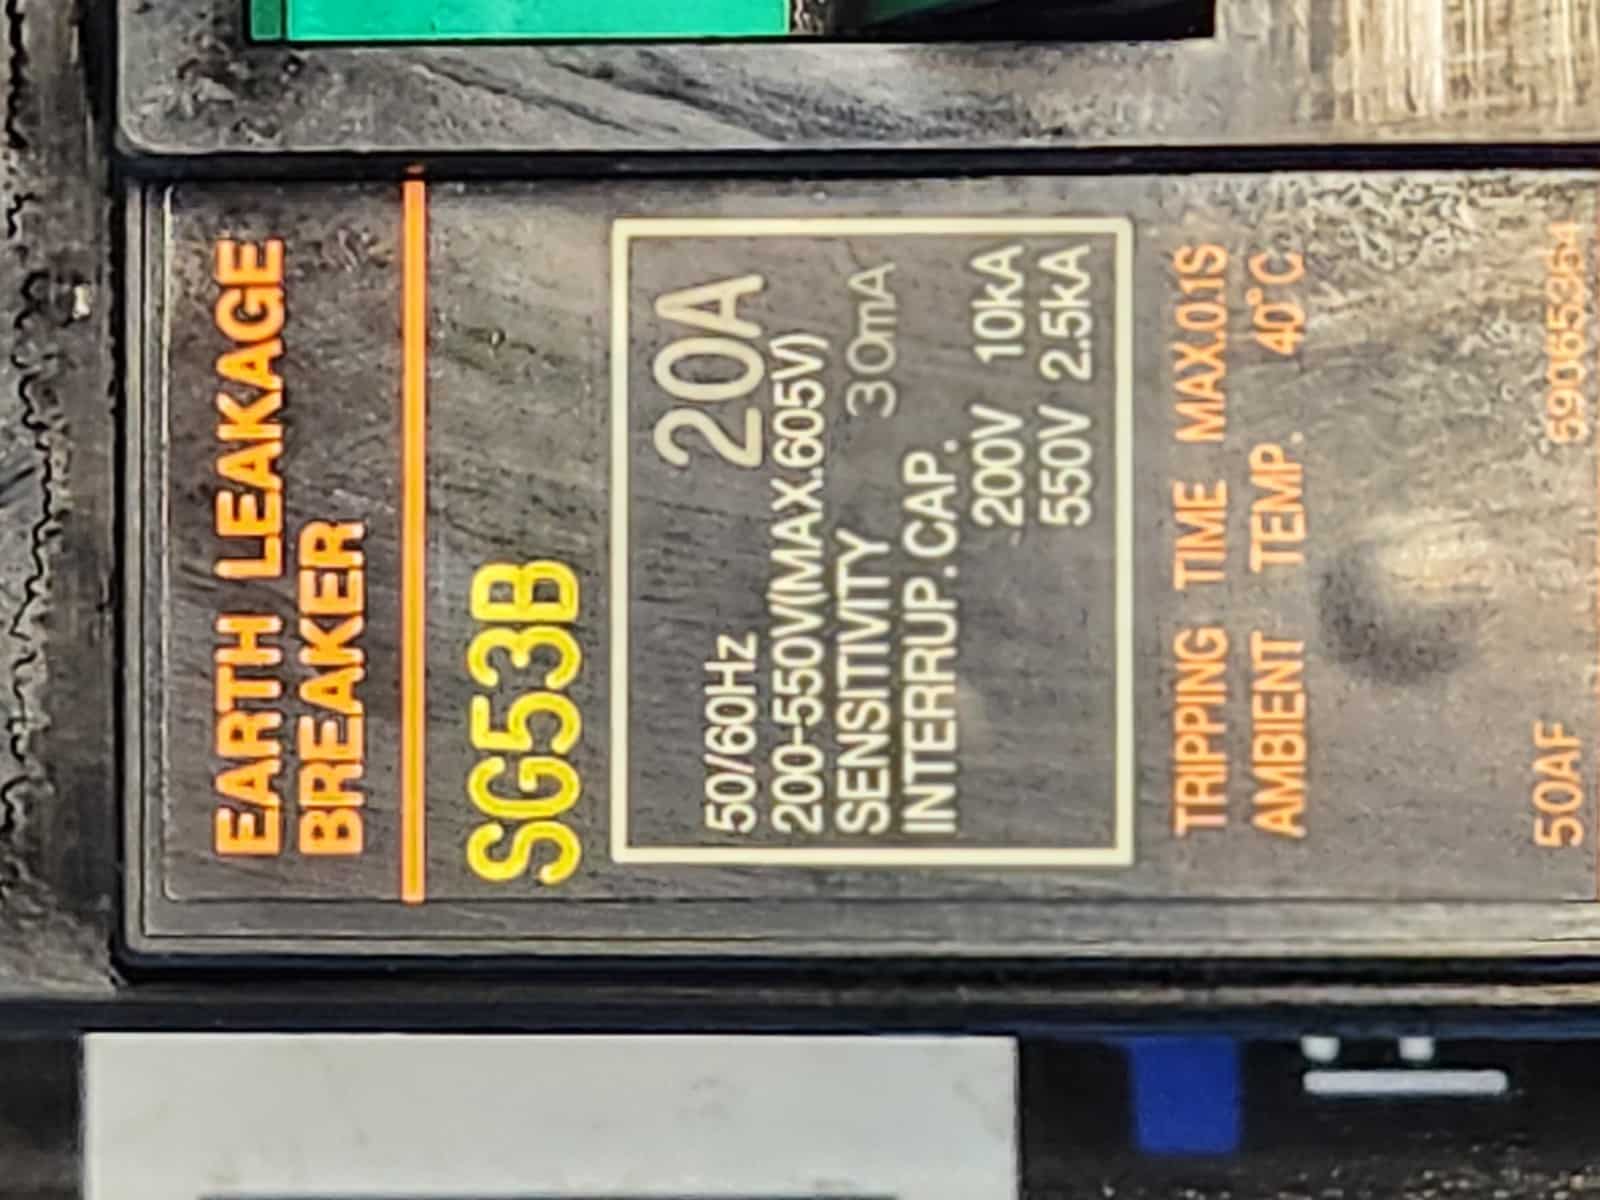 EARTH LEAKAGE
BREAKER
SG53B
50/60Hz 20A
200-550V(MAX.605V)
SENSITIVITY 30mA
INTERRUP.CAP.
200V 10kA
550V 2.5kA
TRIPPING TIME MAX.0.1S
AMBIENT TEMP. 40°C
50AF 59065364